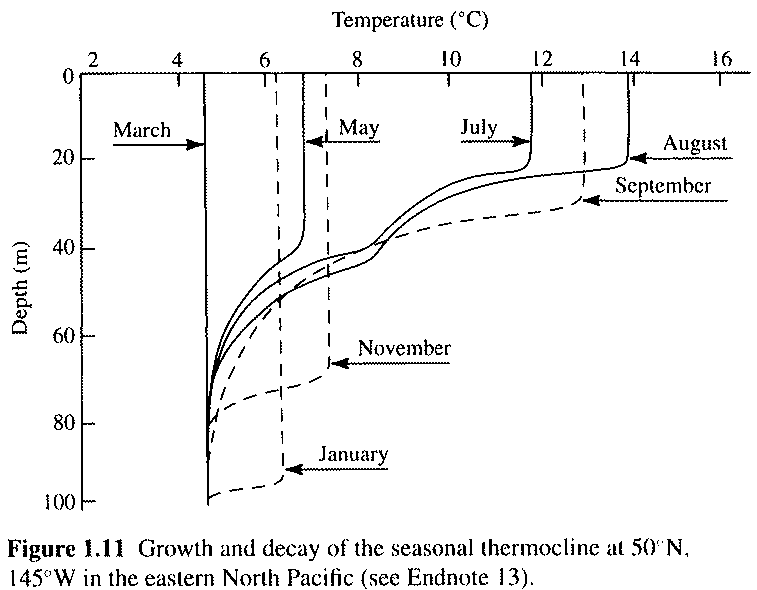 Temperature (°C)
2 4 6 8 10 12 14 16
0
March
May
July
August
20
September
40
Depth (m)
60
November
80
January
100
Figure 1.11 Growth and decay of the seasonal thermocline at 50°N,
145°W in the eastern North Pacific (see Endnote 13).